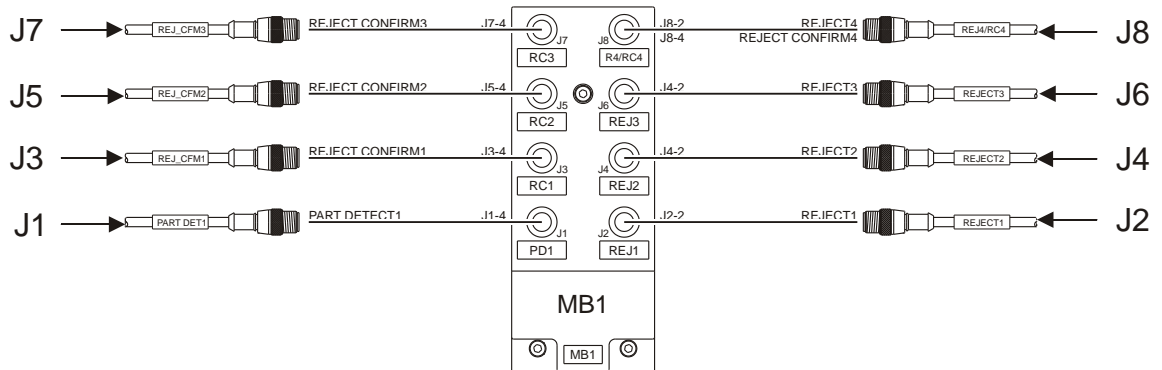 J7 REJ_CFM3 REJECT CONFIRM3 J7-4 J7 J8 J8-2 REJECT4 REJ4/RC4 J8
J8-4 REJECT CONFIRM4
RC3 R4/RC4
J5 REJ_CFM2 REJECT CONFIRM2 J5-4 J5 J6 J4-2 REJECT3 REJECT3 J6
RC2 REJ3
J3 REJ_CFM1 REJECT CONFIRM1 J3-4 J3 J4 J4-2 REJECT2 REJECT2 J4
RC1 REJ2
J1 PART DET1 PART DETECT1 J1-4 J1 J2 J2-2 REJECT1 REJECT1 J2
PD1 REJ1
MB1
MB1